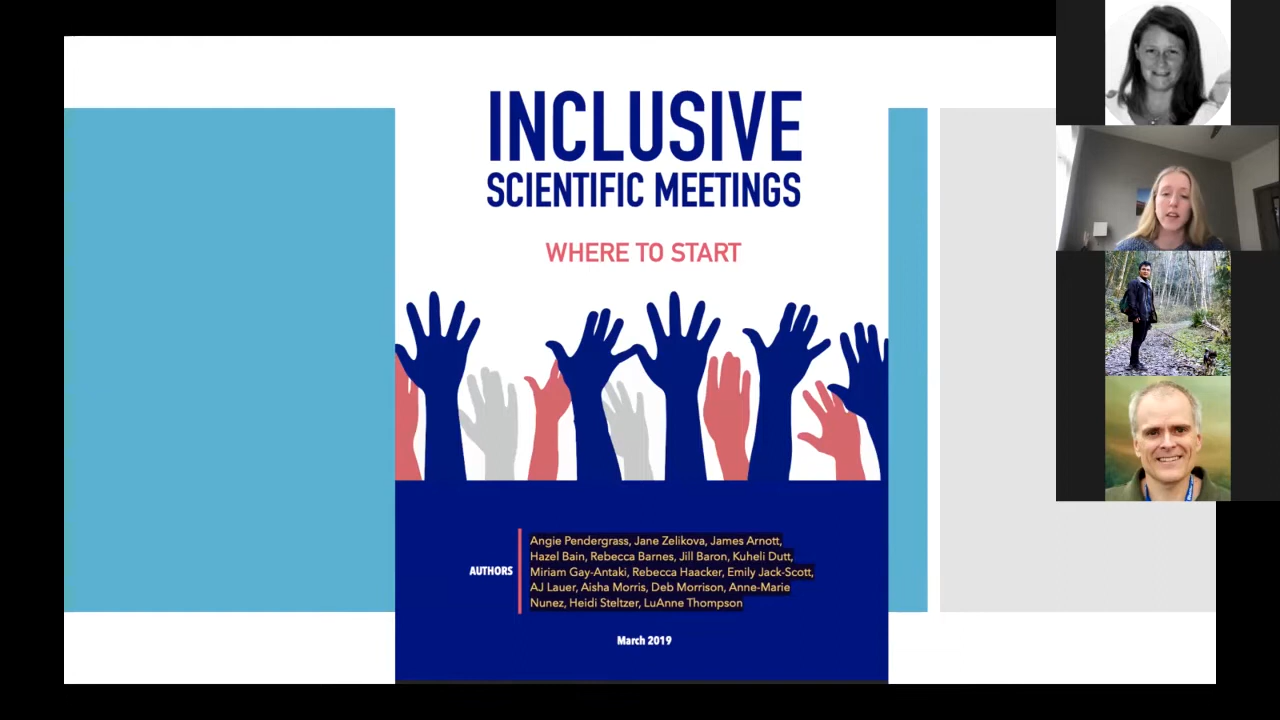 INCLUSIVE
SCIENTIFIC MEETINGS
WHERE TO START
AUTHORS
Angie Pendergrass, Jane Zelikova, James Arnott,
Hazel Bain, Rebecca Barnes, Jill Baron, Kuheli Dutt,
Miriam Gay-Antaki, Rebecca Haacker, Emily Jack-Scott,
AJ Lauer, Aisha Morris, Deb Morrison, Anne-Marie
Nunez, Heidi Steltzer, LuAnne Thompson
March 2019